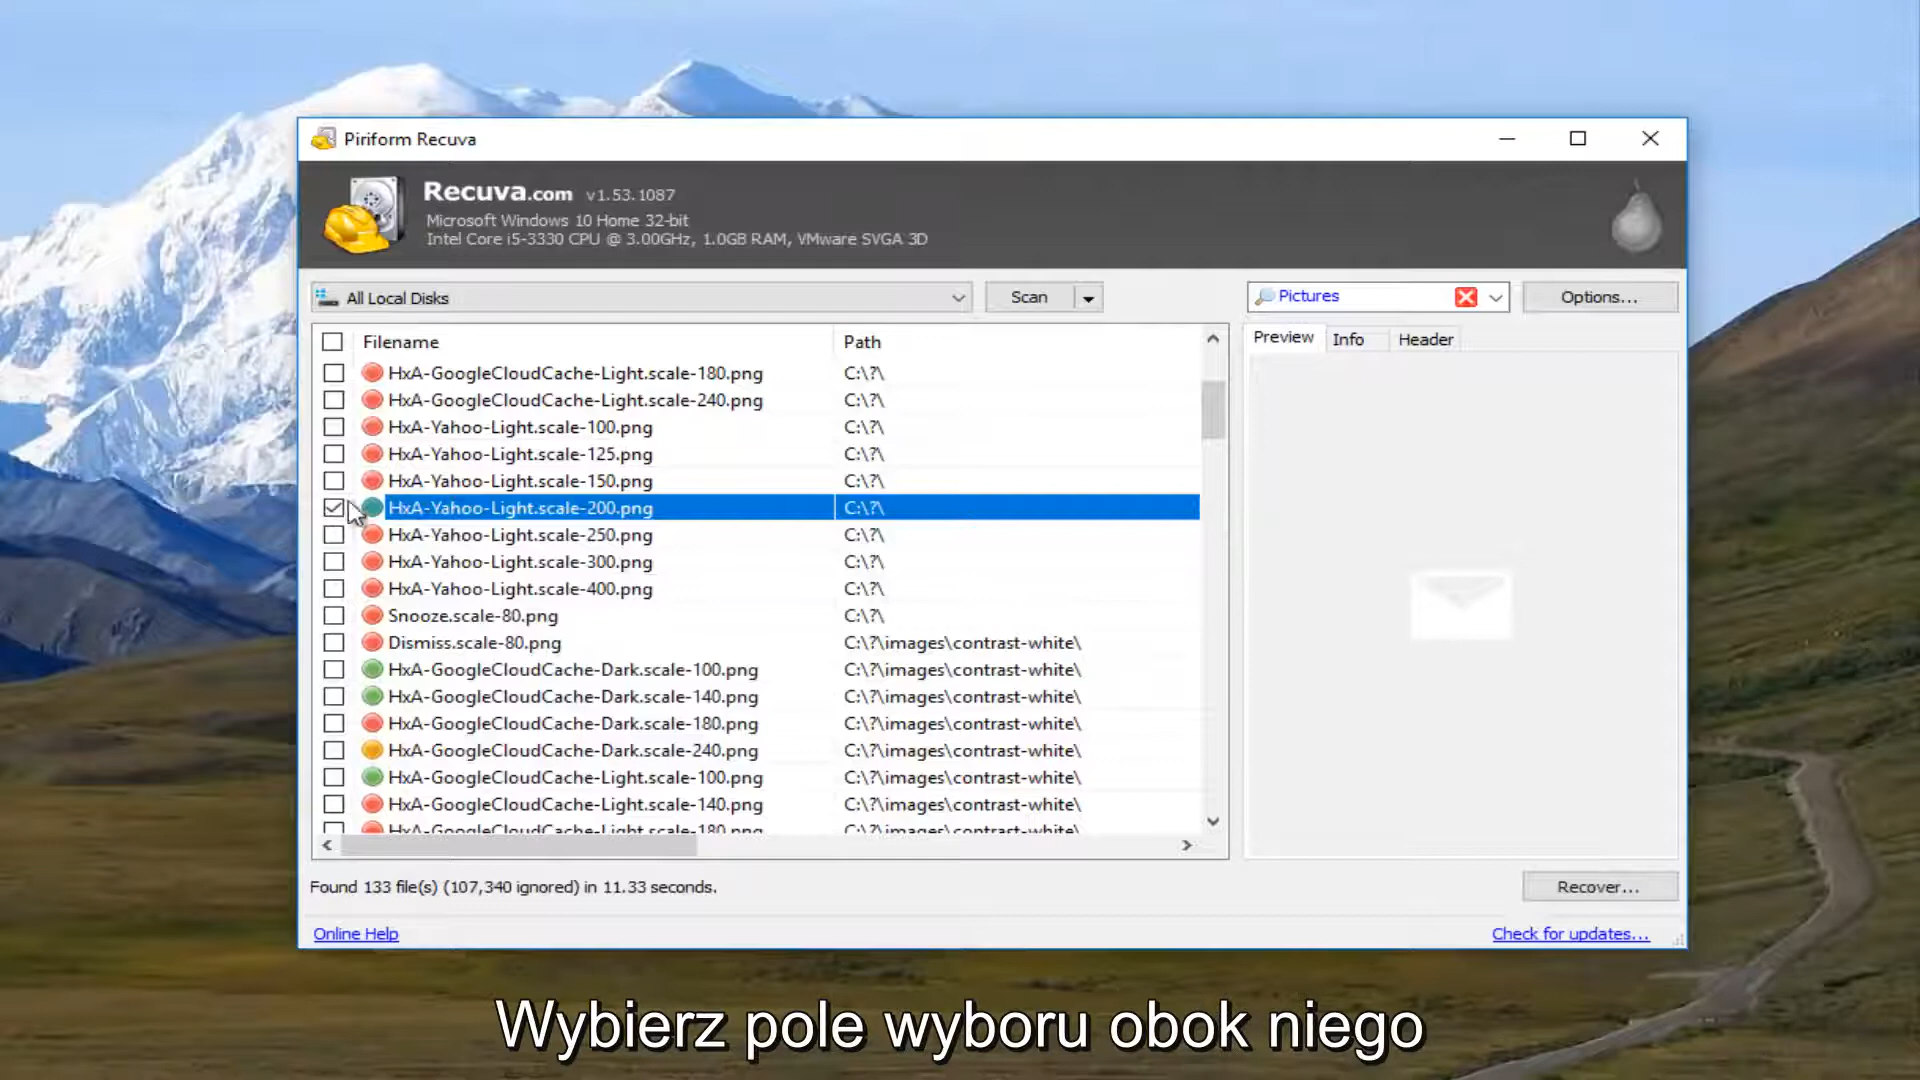 Piriform Recuva
Recuva.com v1.53.1087
Microsoft Windows 10 Home 32-bit
Intel Core i5-3330 CPU @ 3.00GHz, 1.0GB RAM, VMware SVGA 3D
All Local Disks
Scan
Pictures
Options...
Filename Path
Preview Info Header
HxA-GoogleCloudCache-Light.scale-180.png C:\?\
HxA-GoogleCloudCache-Light.scale-240.png C:\?\
HxA-Yahoo-Light.scale-100.png C:\?\
HxA-Yahoo-Light.scale-125.png C:\?\
HxA-Yahoo-Light.scale-150.png C:\?\
HxA-Yahoo-Light.scale-200.png C:\?\
HxA-Yahoo-Light.scale-250.png C:\?\
HxA-Yahoo-Light.scale-300.png C:\?\
HxA-Yahoo-Light.scale-400.png C:\?\
Snooze.scale-80.png C:\?\
Dismiss.scale-80.png C:\?\images\contrast-white\
HxA-GoogleCloudCache-Dark.scale-100.png C:\?\images\contrast-white\
HxA-GoogleCloudCache-Dark.scale-140.png C:\?\images\contrast-white\
HxA-GoogleCloudCache-Dark.scale-180.png C:\?\images\contrast-white\
HxA-GoogleCloudCache-Dark.scale-240.png C:\?\images\contrast-white\
HxA-GoogleCloudCache-Light.scale-100.png C:\?\images\contrast-white\
HxA-GoogleCloudCache-Light.scale-140.png C:\?\images\contrast-white\
HxA-GoogleCloudCache-Light.scale-180.png C:\?\images\contrast-white\
Found 133 file(s) (107,340 ignored) in 11.33 seconds.
Recover...
Online Help
Check for updates...
Wybierz pole wyboru obok niego